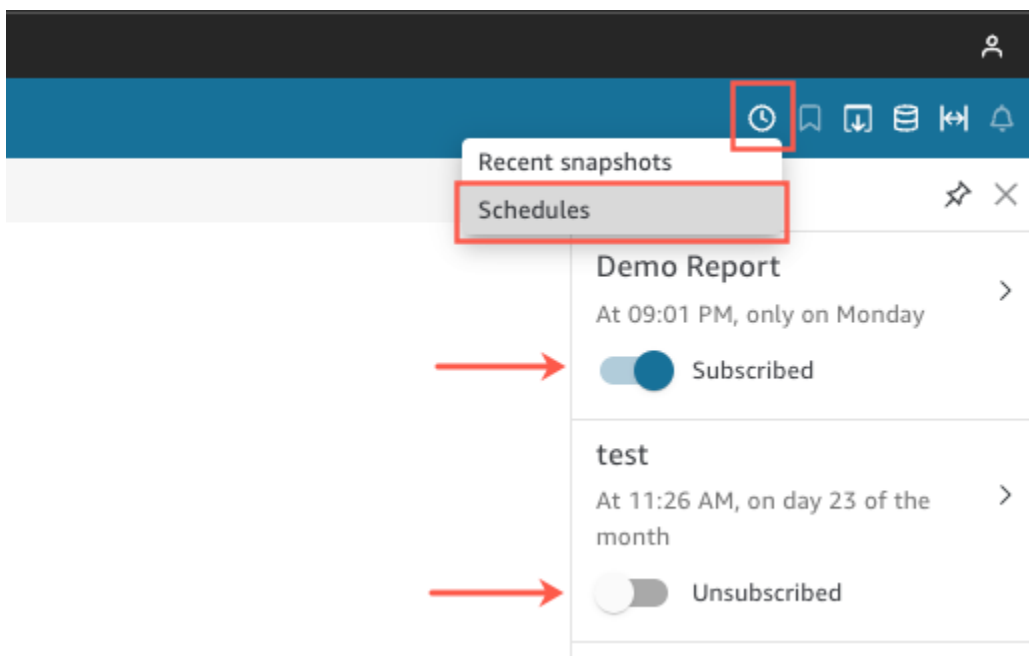 Recent snapshots
Schedules
Demo Report
At 09:01 PM, only on Monday
Subscribed
test
At 11:26 AM, on day 23 of the
month
Unsubscribed